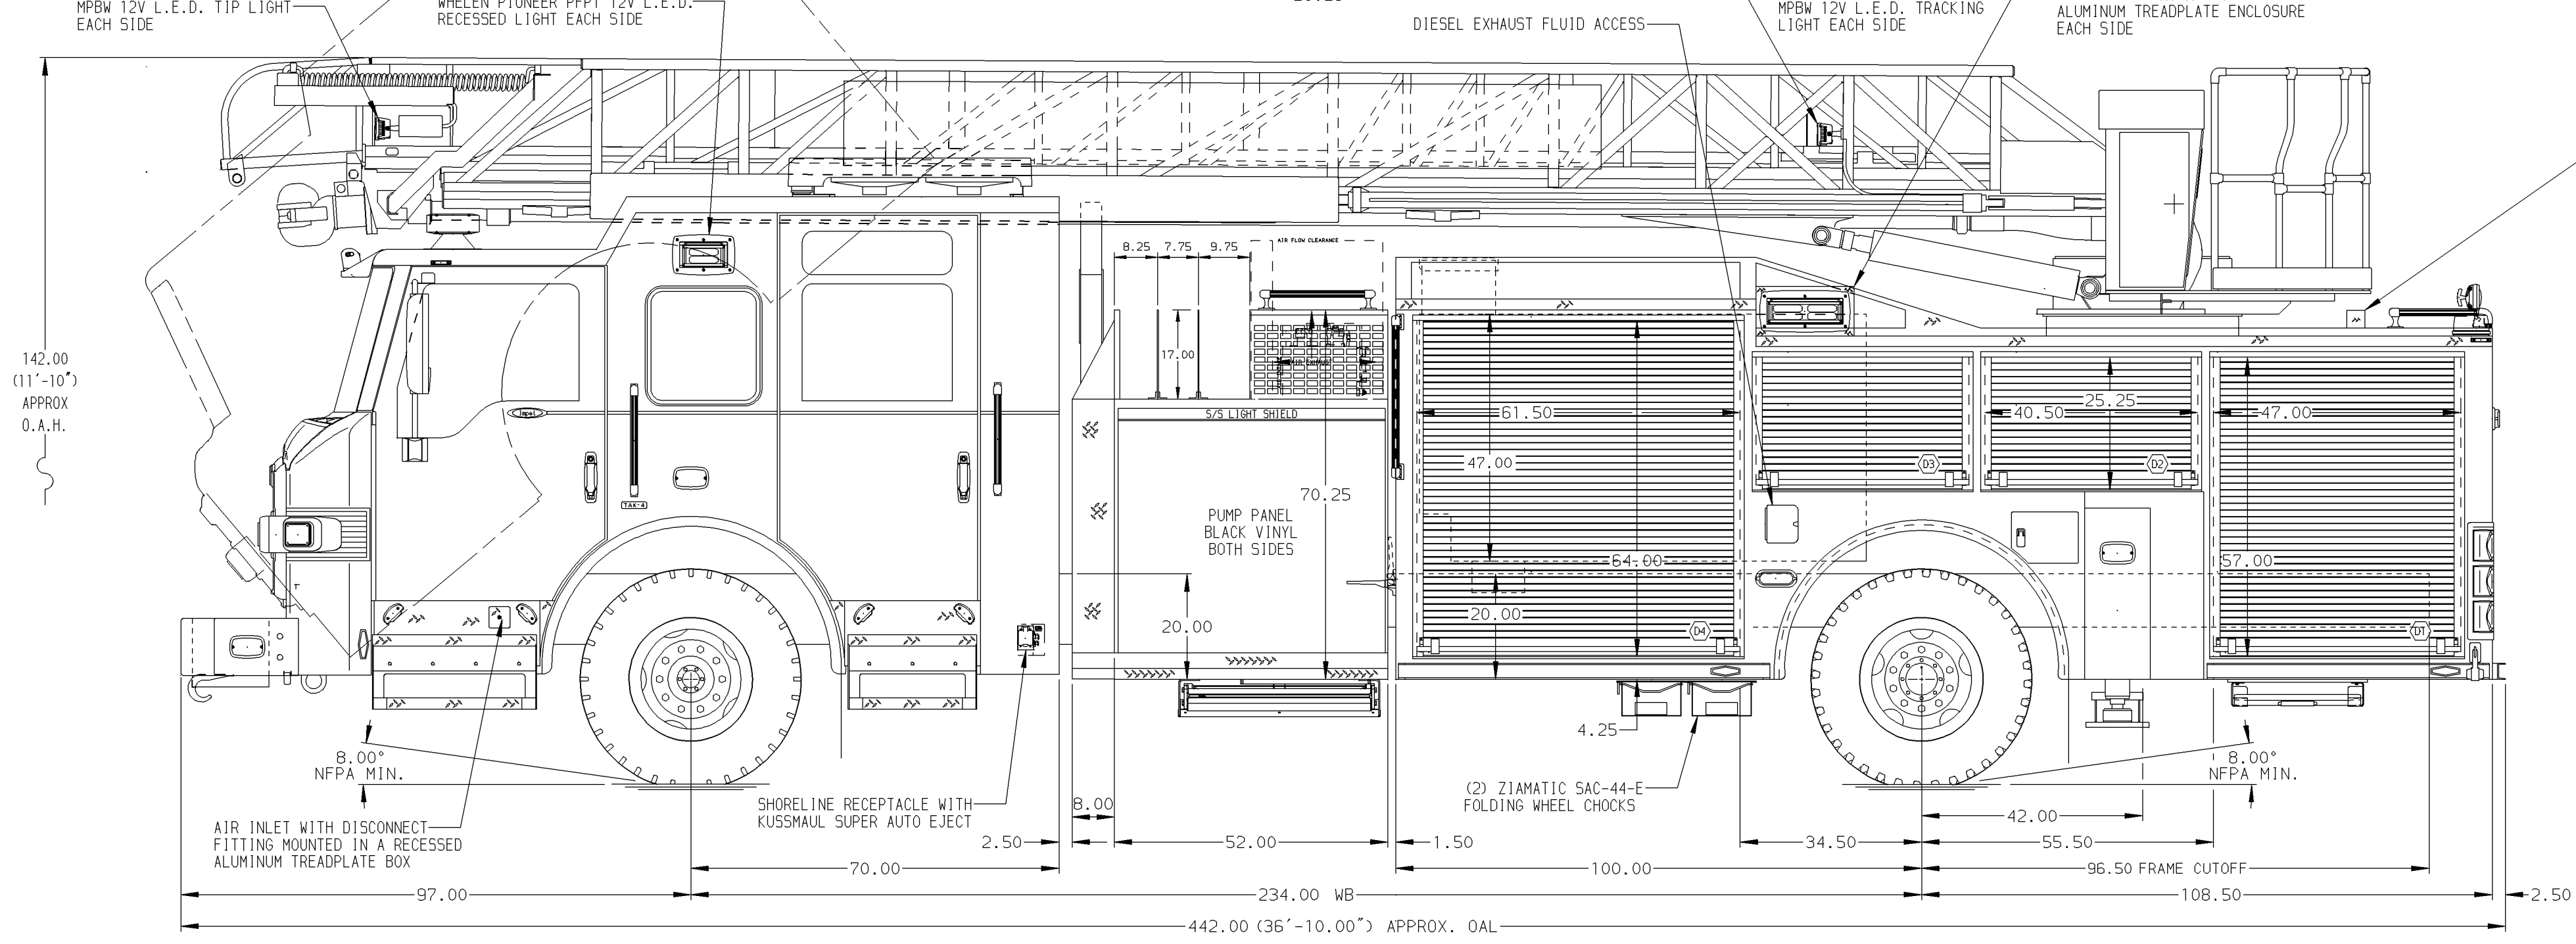 MPBW 12V L.E.D. TIP LIGHT
EACH SIDE
WHELEN PIONEER PFP1 12V L.E.D.
RECESSED LIGHT EACH SIDE
DIESEL EXHAUST FLUID ACCESS
MPBW 12V L.E.D. TRACKING
LIGHT EACH SIDE
ALUMINUM TREADPLATE ENCLOSURE
EACH SIDE
142.00
(11'-10")
APPROX
O.A.H.
8.25 7.75 9.75
AIR FLOW CLEARANCE
17.00
S/S LIGHT SHIELD
Impel
TAK-4
70.25
PUMP PANEL
BLACK VINYL
BOTH SIDES
20.00
61.50
47.00
64.00
20.00
D4
D3
40.50
25.25
D2
47.00
57.00
D1
4.25
8.00°
NFPA MIN.
8.00°
NFPA MIN.
AIR INLET WITH DISCONNECT
FITTING MOUNTED IN A RECESSED
ALUMINUM TREADPLATE BOX
SHORELINE RECEPTACLE WITH
KUSSMAUL SUPER AUTO EJECT
(2) ZIAMATIC SAC-44-E
FOLDING WHEEL CHOCKS
8.00
42.00
2.50
52.00
1.50
34.50
55.50
70.00
100.00
96.50 FRAME CUTOFF
97.00
234.00 WB
108.50
2.50
442.00 (36'-10.00") APPROX. OAL